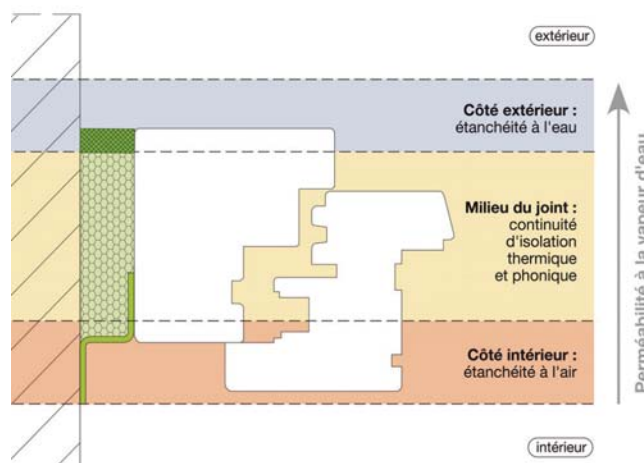 extérieur
Côté extérieur :
étanchéité à l'eau
Milieu du joint :
continuité
d'isolation
thermique
et phonique
Côté intérieur :
étanchéité à l'air
intérieur
Perméabilité à la vapeur d'eau